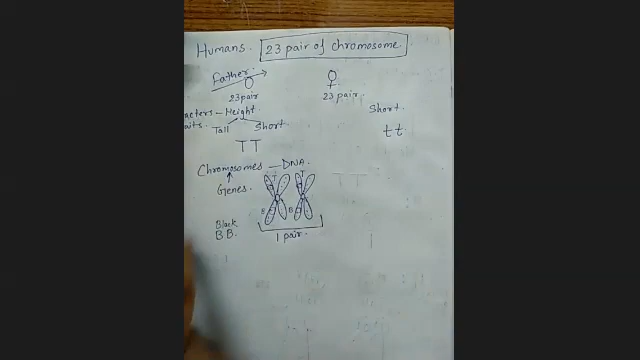 Humans. 23 pair of chromosome.
Father.
23 pair
23 pair.
acters - Height
aits. Tall Short
TT
Short.
tt
Chromosomes - DNA.
Genes.
T T
B B
Black
BB.
1 pair.